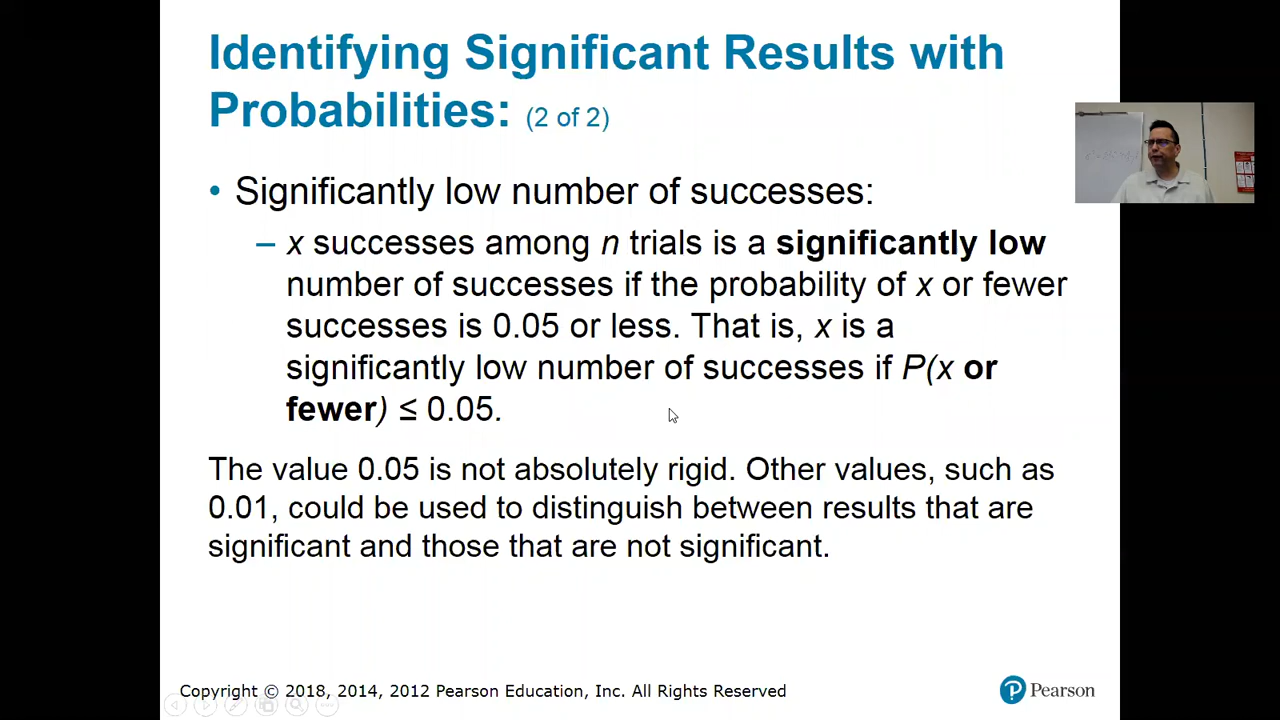 Identifying Significant Results with
Probabilities: (2 of 2)
• Significantly low number of successes:
– x successes among n trials is a significantly low
number of successes if the probability of x or fewer
successes is 0.05 or less. That is, x is a
significantly low number of successes if P(x or
fewer) ≤ 0.05.
The value 0.05 is not absolutely rigid. Other values, such as
0.01, could be used to distinguish between results that are
significant and those that are not significant.
Copyright © 2018, 2014, 2012 Pearson Education, Inc. All Rights Reserved
P Pearson